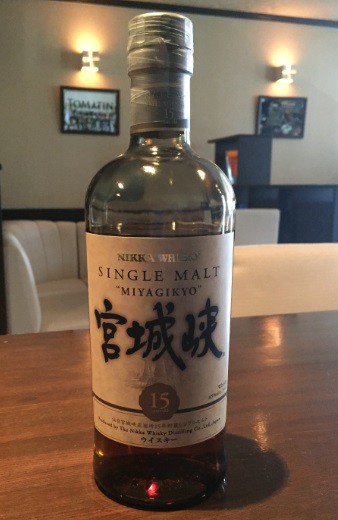 TOMATIN
NIKKA WHISKY
SINGLE MALT
"MIYAGIKYO"
宮城峡
15
Produced by The Nikka Whisky Distilling Co., Ltd., Japan
ウイスキー